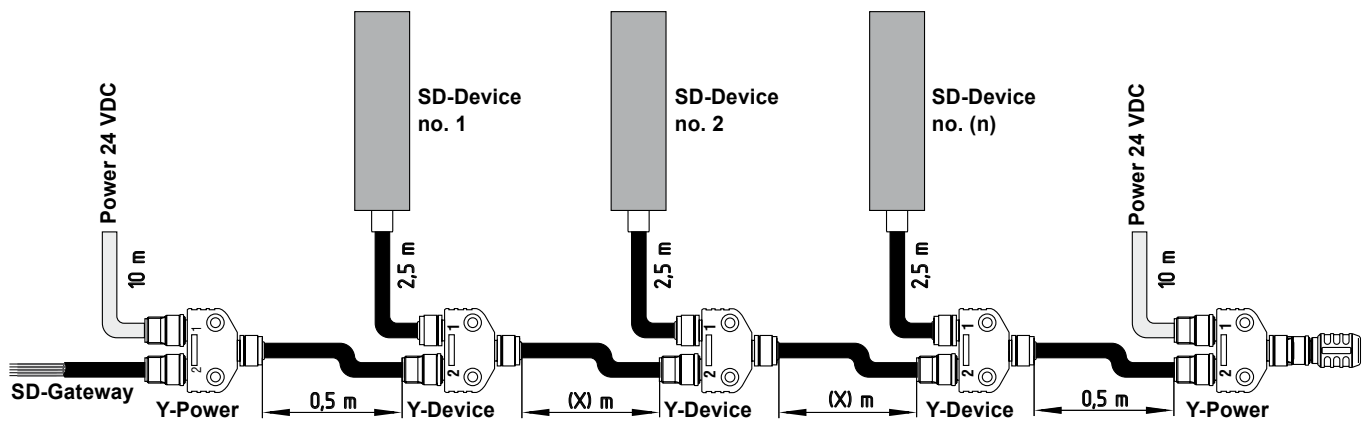 Power 24 VDC
10 m
SD-Device
no. 1
2,5 m
SD-Device
no. 2
2,5 m
SD-Device
no. (n)
2,5 m
Power 24 VDC
10 m
1
2
1
2
1
2
1
2
1
2
SD-Gateway
Y-Power
0,5 m
Y-Device
(X) m
Y-Device
(X) m
Y-Device
0,5 m
Y-Power